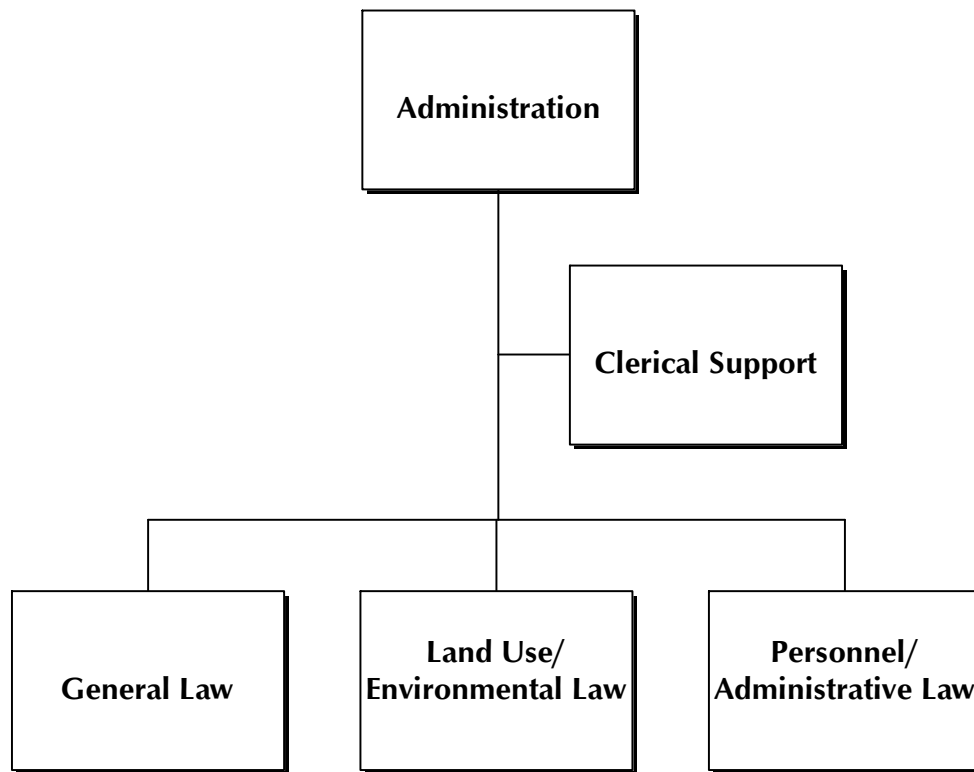 Administration
Clerical Support
General Law
Land Use/
Environmental Law
Personnel/
Administrative Law